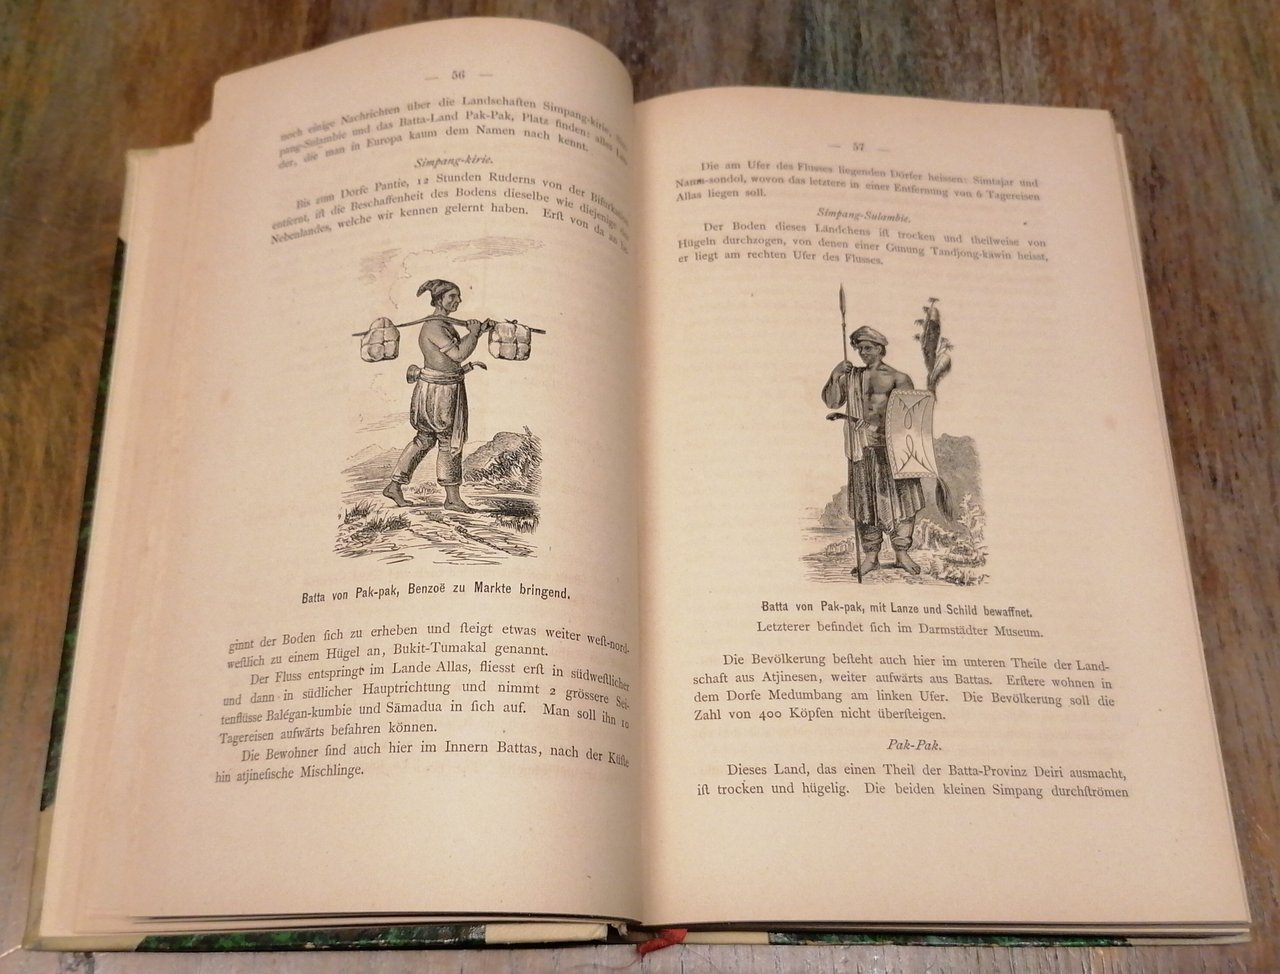 — 56 —
noch einige Nachrichten über die Landschaften Simpang-kirie,
pang-Sulambie und das Batta-Land Pak-Pak, Platz finden: alles
der, die man in Europa kaum dem Namen nach kennt.
Simpang-kirie.
Bis zum Dorfe Pantie, 12 Stunden Ruderns von der
entfernt, iſt die Beschaffenheit des Bodens dieselbe wie diejenige des
Nebenlandes, welche wir kennen gelernt haben. Erſt von da an
Batta von Pak-pak, Benzoë zu Markte bringend.
ginnt der Boden ſich zu erheben und ſteigt etwas weiter weſt-nord-
weſtlich zu einem Hügel an, Bukit-Tumakal genannt.
Der Fluss entspringt im Lande Allas, fliesst erſt in südweſtlicher
und dann in südlicher Hauptrichtung und nimmt 2 grössere Sei-
tenflüsse Balégan-kumbie und Sämadua in ſich auf. Man soll ihn 10
Tagereisen aufwärts befahren können.
Die Bewohner ſind auch hier im Innern Battas, nach der Küſte
hin atjinesische Mischlinge.
— 57 —
Die am Ufer des Flusses liegenden Dörfer heissen: Simtajar und
Nam-sondol, wovon das letztere in einer Entfernung von 6 Tagereisen
Allas liegen soll.
Simpang-Sulambie.
Der Boden dieses Ländchens iſt trocken und theilweise von
Hügeln durchzogen, von denen einer Gunung Tandjong-kawin heisst,
er liegt am rechten Ufer des Flusses.
Batta von Pak-pak, mit Lanze und Schild bewaffnet.
Letzterer befindet ſich im Darmstädter Museum.
Die Bevölkerung beſteht auch hier im unteren Theile der Land-
schaft aus Atjinesen, weiter aufwärts aus Battas. Erſtere wohnen in
dem Dorfe Medumbang am linken Ufer. Die Bevölkerung soll die
Zahl von 400 Köpfen nicht überſteigen.
Pak-Pak.
Dieses Land, das einen Theil der Batta-Provinz Deiri ausmacht,
iſt trocken und hügelig. Die beiden kleinen Simpang durchſtrömen